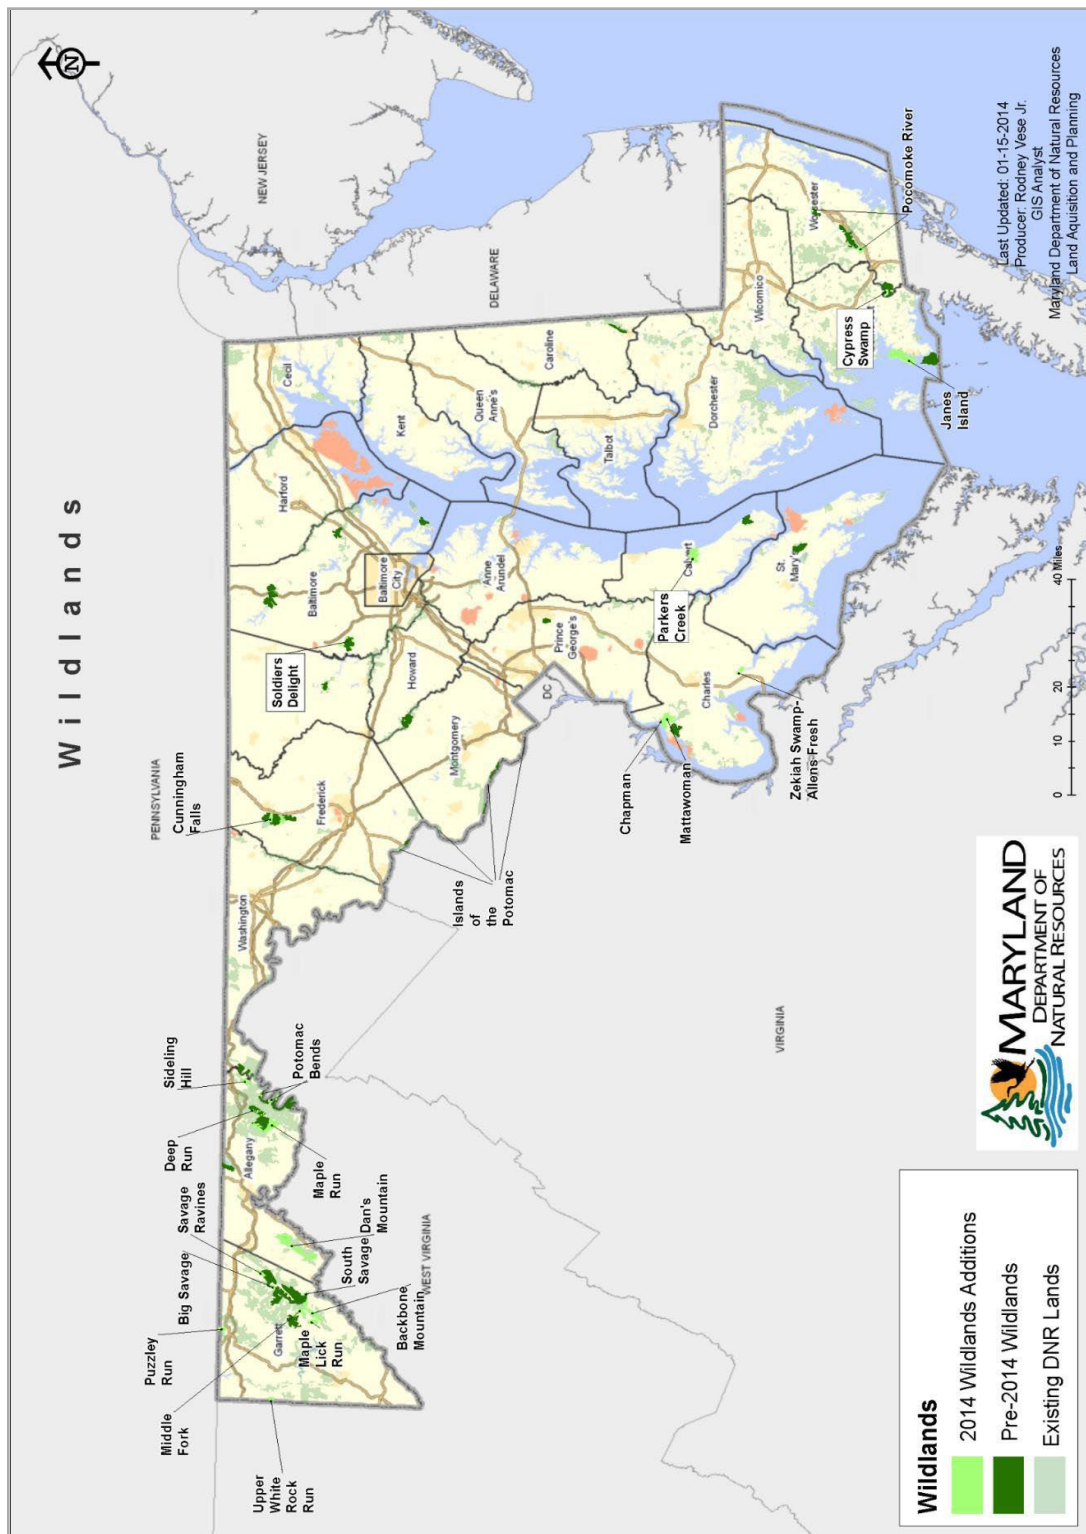 Wildlands
N
PENNSYLVANIA
NEW JERSEY
Puzzley
Run
Big Savage
Savage
Ravines
Deep
Run
Sideling
Hill
Cunningham
Falls
Soldiers
Delight
Middle
Fork
Upper
White
Rock
Run
Garrett
Allegany
Washington
Frederick
Baltimore
Harford
Cecil
Maple
Lick
Run
Backbone
Mountain
South
Savage
Dan's
Mountain
Maple
Run
Potomac
Bends
WEST VIRGINIA
Baltimore
City
Howard
Montgomery
Kent
Queen
Anne's
Anne
Arundel
Caroline
DELAWARE
Islands
of
the
Potomac
DC
Prince
George's
Talbot
Chapman
Mattawoman
Charles
Parkers
Creek
Calvert
Dorchester
Zekiah Swamp-
Allens Fresh
St.
Mary's
Wicomico
Worcester
Cypress
Swamp
Janes
Island
Pocomoke River
VIRGINIA
Wildlands
2014 Wildlands Additions
Pre-2014 Wildlands
Existing DNR Lands
MARYLAND
DEPARTMENT OF
NATURAL RESOURCES
0 10 20 40 Miles
Last Updated: 01-15-2014
Producer: Rodney Vese Jr.
GIS Analyst
Maryland Department of Natural Resources
Land Aquisition and Planning